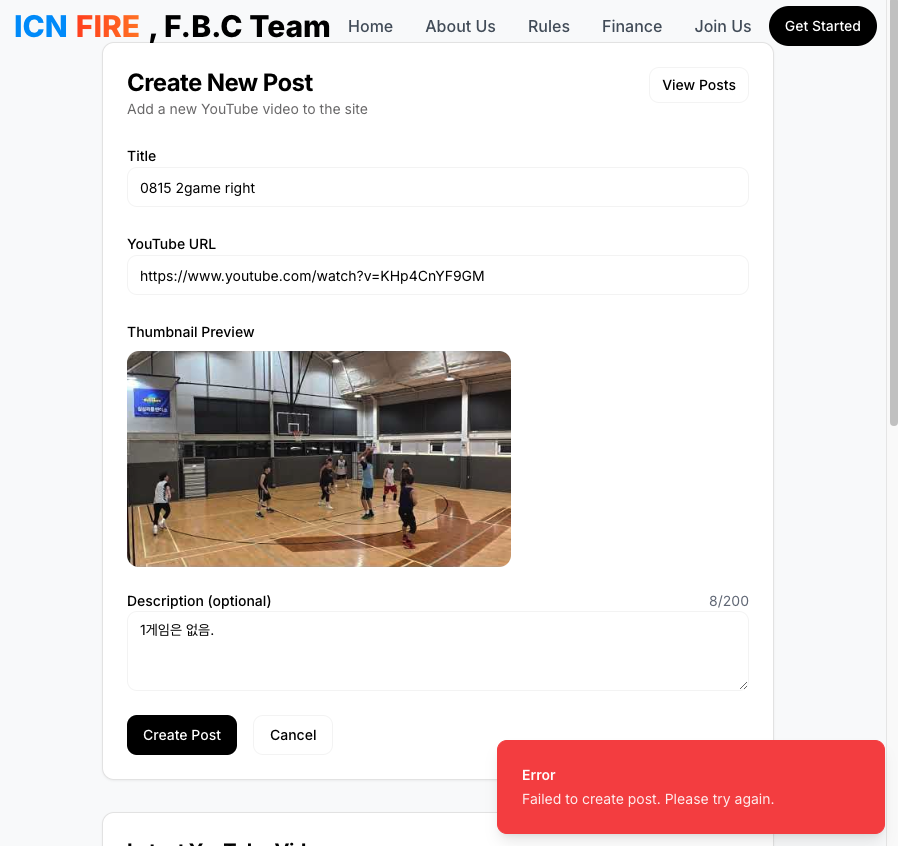 ICN FIRE , F.B.C Team Home About Us Rules Finance Join Us Get Started
Create New Post
View Posts
Add a new YouTube video to the site
Title
0815 2game right
YouTube URL
https://www.youtube.com/watch?v=KHp4CnYF9GM
Thumbnail Preview
Description (optional)
8/200
1게임은 없음.
Create Post Cancel
Error
Failed to create post. Please try again.